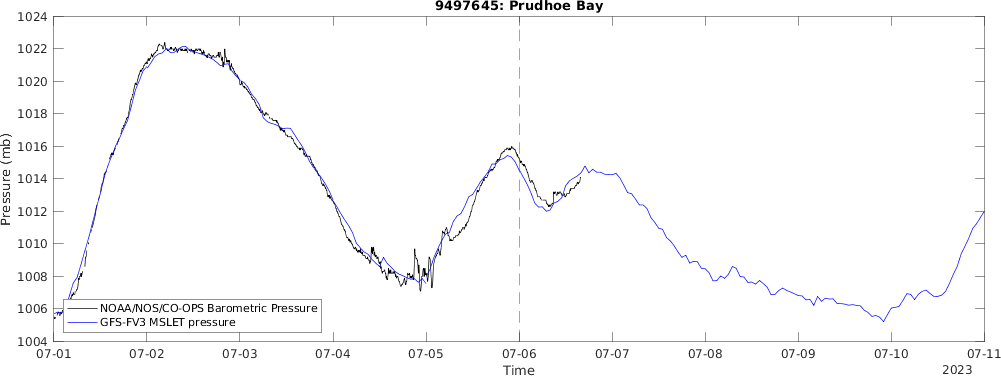 9497645: Prudhoe Bay
1024
1022
1020
1018
1016
1014
1012
1010
1008
1006
1004
Pressure (mb)
NOAA/NOS/CO-OPS Barometric Pressure
GFS-FV3 MSLET pressure
07-01 07-02 07-03 07-04 07-05 07-06 07-07 07-08 07-09 07-10 07-11
Time
2023